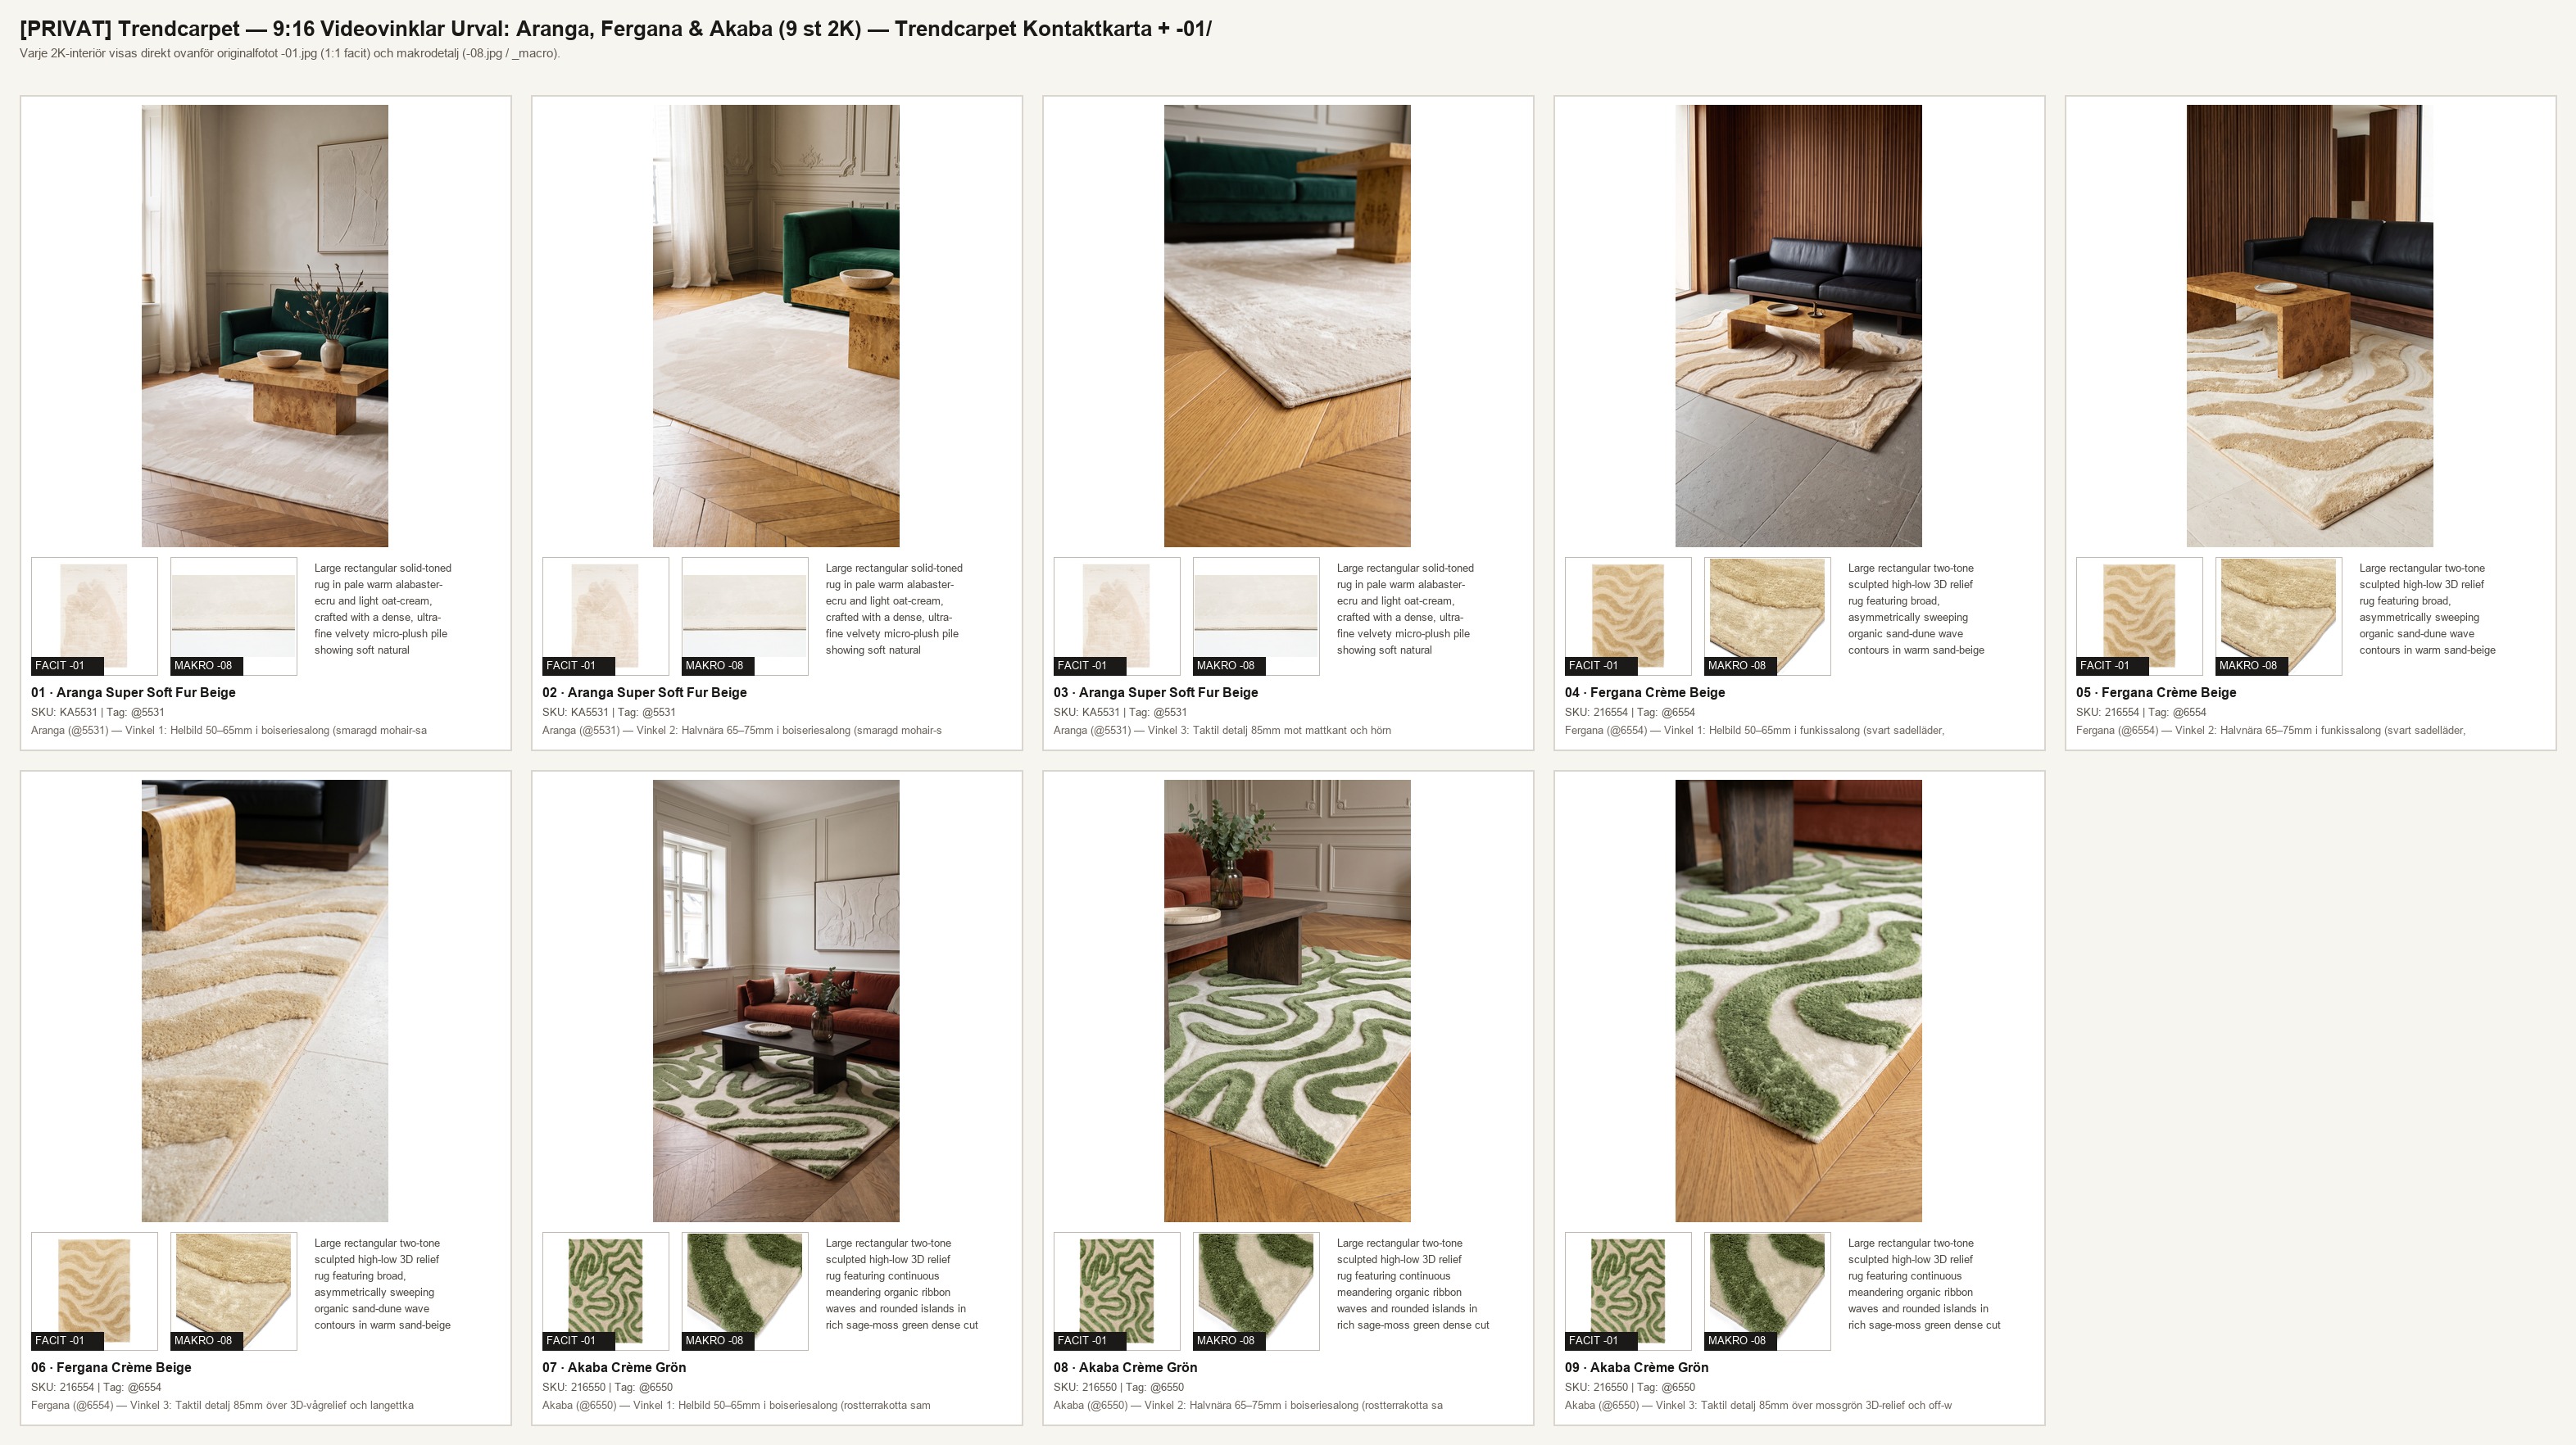 [PRIVAT] Trendcarpet — 9:16 Videovinklar Urval: Aranga, Fergana & Akaba (9 st 2K) — Trendcarpet Kontaktkarta + -01/
Varje 2K-interiör visas direkt ovanför originalfotot -01.jpg (1:1 facit) och makrodetalj (-08.jpg / _macro).
FACIT -01
MAKRO -08
Large rectangular solid-toned
rug in pale warm alabaster-
ecru and light oat-cream,
crafted with a dense, ultra-
fine velvety micro-plush pile
showing soft natural
01 · Aranga Super Soft Fur Beige
SKU: KA5531 | Tag: @5531
Aranga (@5531) — Vinkel 1: Helbild 50–65mm i boiseriesalong (smaragd mohair-sa
FACIT -01
MAKRO -08
Large rectangular solid-toned
rug in pale warm alabaster-
ecru and light oat-cream,
crafted with a dense, ultra-
fine velvety micro-plush pile
showing soft natural
02 · Aranga Super Soft Fur Beige
SKU: KA5531 | Tag: @5531
Aranga (@5531) — Vinkel 2: Halvnära 65–75mm i boiseriesalong (smaragd mohair-s
FACIT -01
MAKRO -08
Large rectangular solid-toned
rug in pale warm alabaster-
ecru and light oat-cream,
crafted with a dense, ultra-
fine velvety micro-plush pile
showing soft natural
03 · Aranga Super Soft Fur Beige
SKU: KA5531 | Tag: @5531
Aranga (@5531) — Vinkel 3: Taktil detalj 85mm mot mattkant och hörn
FACIT -01
MAKRO -08
Large rectangular two-tone
sculpted high-low 3D relief
rug featuring broad,
asymmetrically sweeping
organic sand-dune wave
contours in warm sand-beige
04 · Fergana Crème Beige
SKU: 216554 | Tag: @6554
Fergana (@6554) — Vinkel 1: Helbild 50–65mm i funkissalong (svart sadelläder,
FACIT -01
MAKRO -08
Large rectangular two-tone
sculpted high-low 3D relief
rug featuring broad,
asymmetrically sweeping
organic sand-dune wave
contours in warm sand-beige
05 · Fergana Crème Beige
SKU: 216554 | Tag: @6554
Fergana (@6554) — Vinkel 2: Halvnära 65–75mm i funkissalong (svart sadelläder,
FACIT -01
MAKRO -08
Large rectangular two-tone
sculpted high-low 3D relief
rug featuring broad,
asymmetrically sweeping
organic sand-dune wave
contours in warm sand-beige
06 · Fergana Crème Beige
SKU: 216554 | Tag: @6554
Fergana (@6554) — Vinkel 3: Taktil detalj 85mm över 3D-vågrelief och langettka
FACIT -01
MAKRO -08
Large rectangular two-tone
sculpted high-low 3D relief
rug featuring continuous
meandering organic ribbon
waves and rounded islands in
rich sage-moss green dense cut
07 · Akaba Crème Grön
SKU: 216550 | Tag: @6550
Akaba (@6550) — Vinkel 1: Helbild 50–65mm i boiseriesalong (rostterrakotta sam
FACIT -01
MAKRO -08
Large rectangular two-tone
sculpted high-low 3D relief
rug featuring continuous
meandering organic ribbon
waves and rounded islands in
rich sage-moss green dense cut
08 · Akaba Crème Grön
SKU: 216550 | Tag: @6550
Akaba (@6550) — Vinkel 2: Halvnära 65–75mm i boiseriesalong (rostterrakotta sa
FACIT -01
MAKRO -08
Large rectangular two-tone
sculpted high-low 3D relief
rug featuring continuous
meandering organic ribbon
waves and rounded islands in
rich sage-moss green dense cut
09 · Akaba Crème Grön
SKU: 216550 | Tag: @6550
Akaba (@6550) — Vinkel 3: Taktil detalj 85mm över mossgrön 3D-relief och off-w